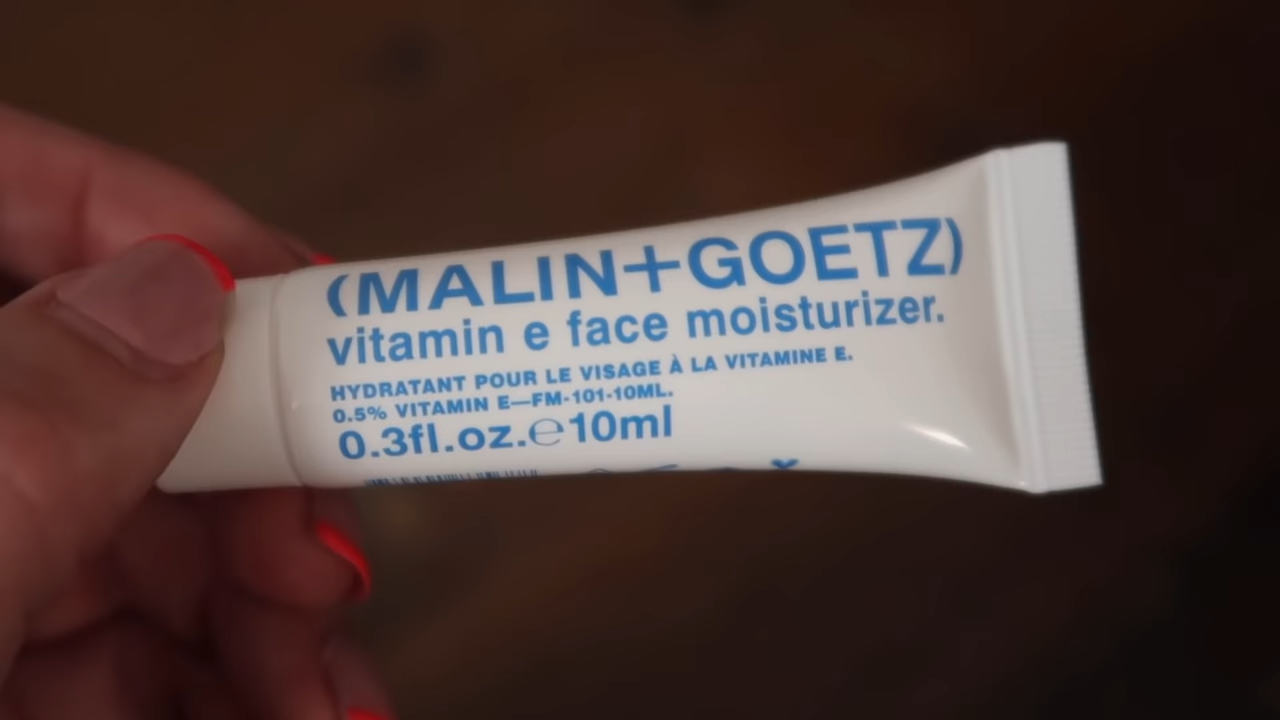 (MALIN+GOETZ)
vitamin e face moisturizer.
HYDRATANT POUR LE VISAGE À LA VITAMINE E.
0.5% VITAMIN E—FM-101-10ML.
0.3fl.oz.℮10ml